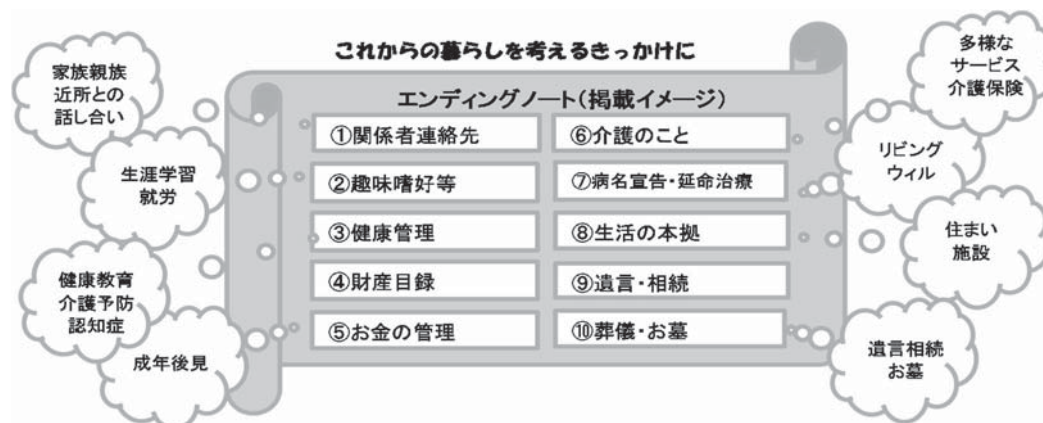 これからの暮らしを考えるきっかけに
エンディングノート(掲載イメージ)
①関係者連絡先
②趣味嗜好等
③健康管理
④財産目録
⑤お金の管理
⑥介護のこと
⑦病名宣告・延命治療
⑧生活の本拠
⑨遺言・相続
⑩葬儀・お墓
家族親族
近所との
話し合い
生涯学習
就労
健康教育
介護予防
認知症
成年後見
多様な
サービス
介護保険
リビング
ウィル
住まい
施設
遺言相続
お墓